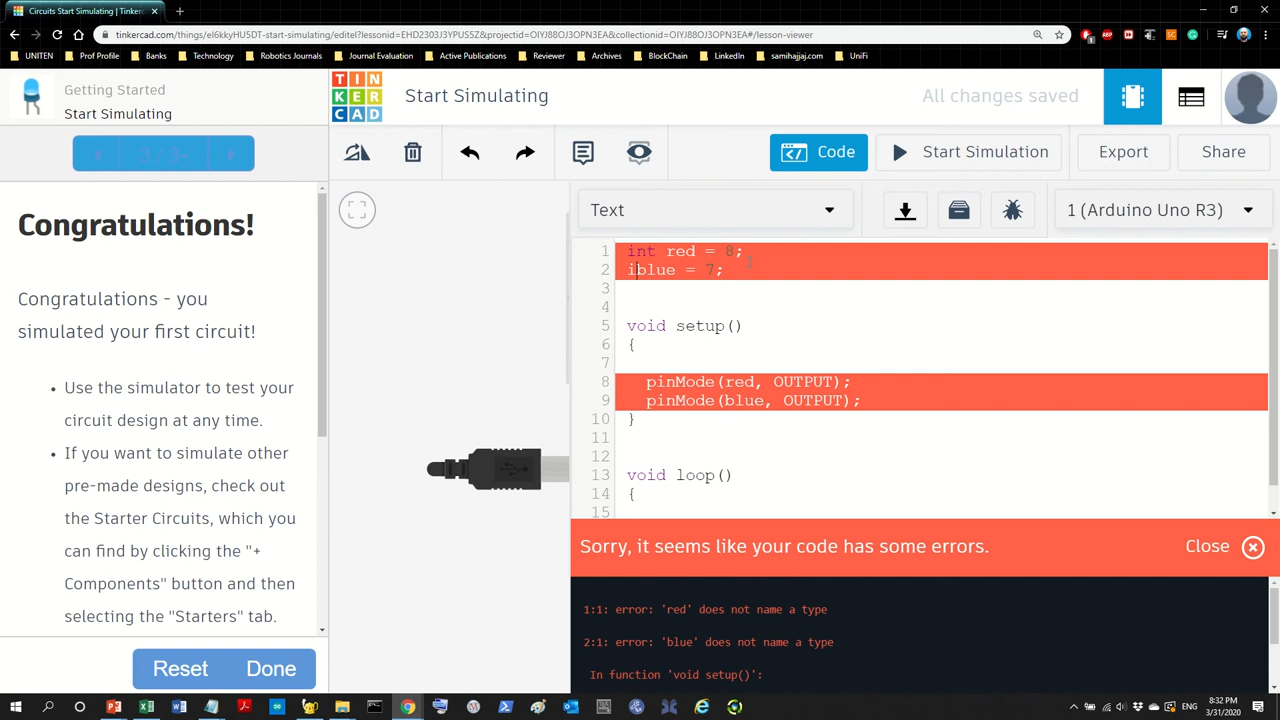 Circuits Start Simulating | Tinkerc
tinkercad.com/things/eI6kkyHU5DT-start-simulating/editel?lessonid=EHD2303J3YPUS5Z&projectid=OIYJ88OJ3OPN3EA&collectionid=OIYJ88OJ3OPN3EA#/lesson-viewer
UNITEN Prof Profile Banks Technology Robotics Journals Journal Evaluation Active Publications Reviewer Archives BlockChain LinkedIn samihajjaj.com UniFi
Getting Started
Start Simulating
3 / 3
TIN
KER
CAD
Start Simulating
All changes saved
Code
Start Simulation
Export
Share
Text
1 (Arduino Uno R3)
Congratulations!
Congratulations - you
simulated your first circuit!
• Use the simulator to test your
circuit design at any time.
• If you want to simulate other
pre-made designs, check out
the Starter Circuits, which you
can find by clicking the "+
Components" button and then
selecting the "Starters" tab.
Reset Done
1 int red = 8;
2 iblue = 7;
3
4
5 void setup()
6 {
7
8 pinMode(red, OUTPUT);
9 pinMode(blue, OUTPUT);
10 }
11
12
13 void loop()
14 {
15
Sorry, it seems like your code has some errors.
Close
1:1: error: 'red' does not name a type
2:1: error: 'blue' does not name a type
In function 'void setup()':
ENG
8:32 PM
3/31/2020